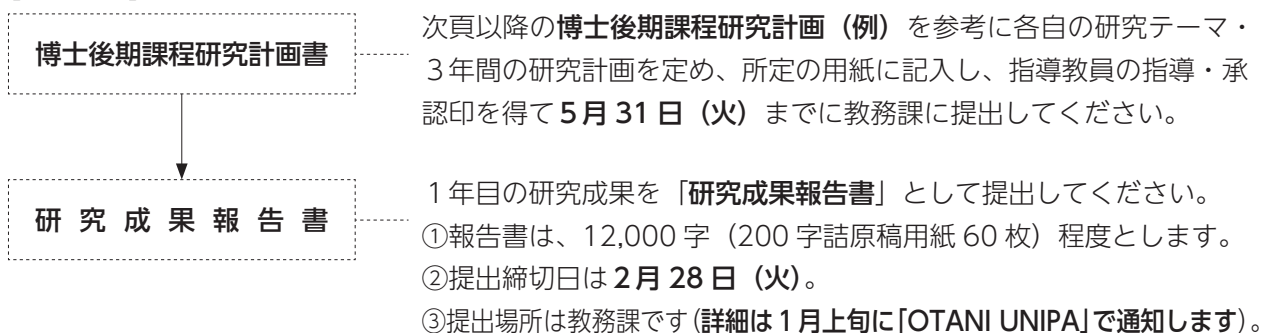 博士後期課程研究計画書
次頁以降の博士後期課程研究計画(例)を参考に各自の研究テーマ・
3年間の研究計画を定め、所定の用紙に記入し、指導教員の指導・承
認印を得て5月31日(火)までに教務課に提出してください。
研究成果報告書
1年目の研究成果を「研究成果報告書」として提出してください。
①報告書は、12,000字(200字詰原稿用紙60枚)程度とします。
②提出締切日は2月28日(火)。
③提出場所は教務課です(詳細は1月上旬に「OTANI UNIPA」で通知します)。